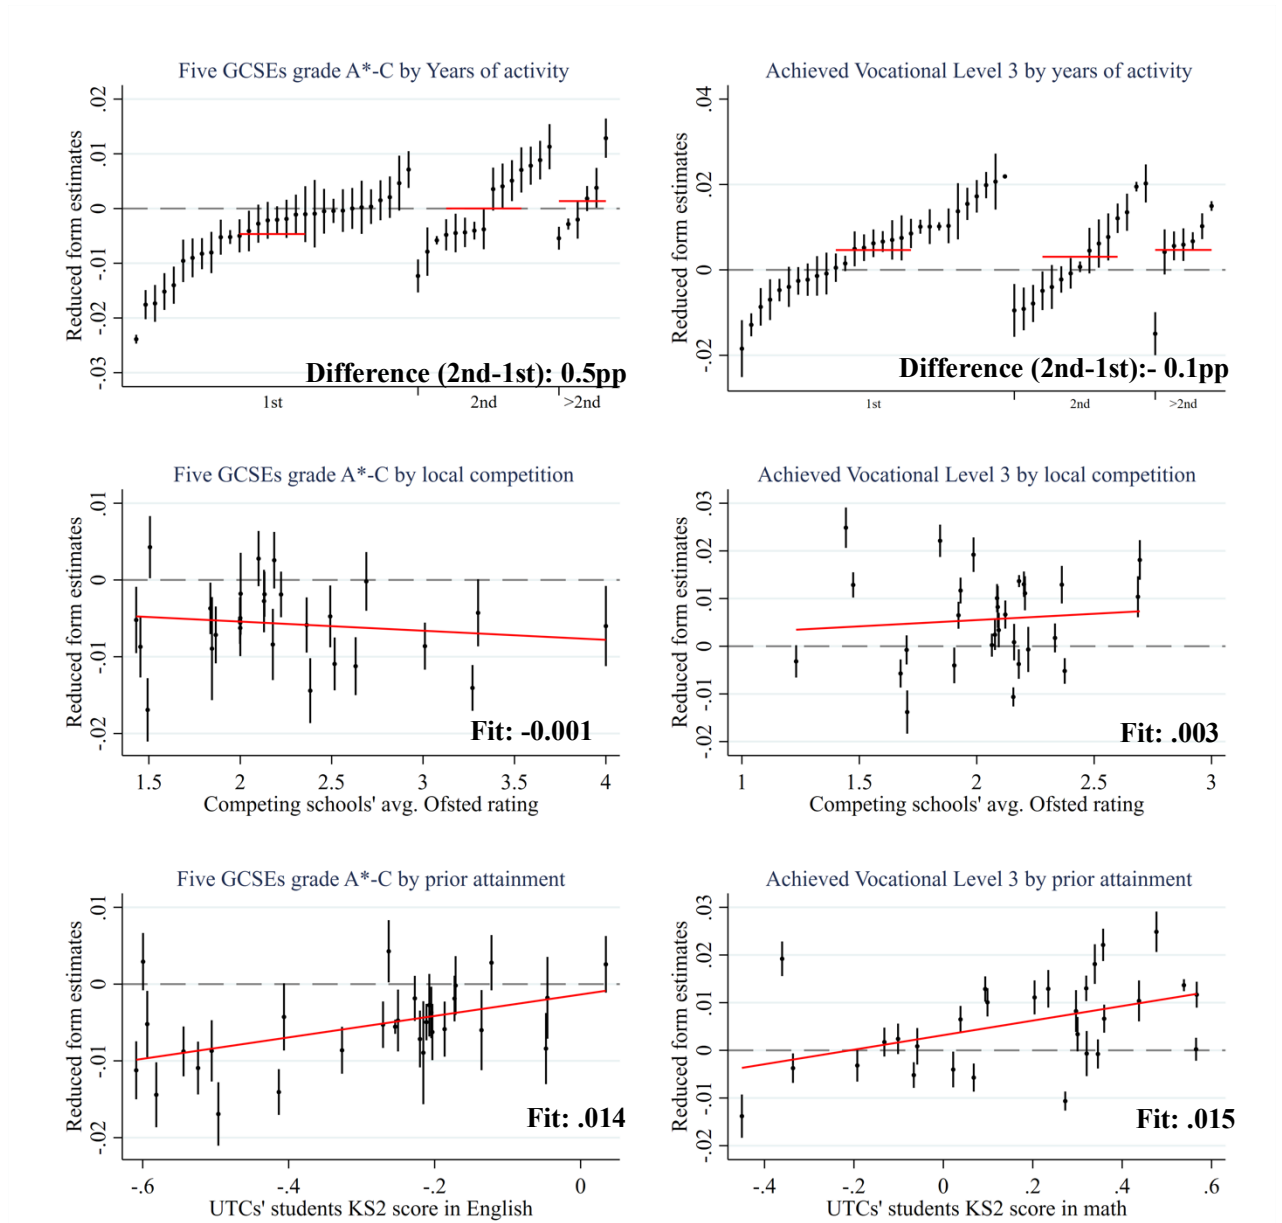 Five GCSEs grade A*-C by Years of activity
Reduced form estimates
.02
.01
0
-.01
-.02
-.03
Difference (2nd-1st): 0.5pp
1st
2nd
>2nd
Achieved Vocational Level 3 by years of activity
Reduced form estimates
.04
.02
0
-.02
Difference (2nd-1st):- 0.1pp
1st
2nd
>2nd
Five GCSEs grade A*-C by local competition
Reduced form estimates
.01
0
-.01
-.02
Fit: -0.001
1.5
2
2.5
3
3.5
4
Competing schools' avg. Ofsted rating
Achieved Vocational Level 3 by local competition
Reduced form estimates
.03
.02
.01
0
-.01
-.02
Fit: .003
1
1.5
2
2.5
3
Competing schools' avg. Ofsted rating
Five GCSEs grade A*-C by prior attainment
Reduced form estimates
.01
0
-.01
-.02
Fit: .014
-.6
-.4
-.2
0
UTCs' students KS2 score in English
Achieved Vocational Level 3 by prior attainment
Reduced form estimates
.03
.02
.01
0
-.01
-.02
Fit: .015
-.4
-.2
0
.2
.4
.6
UTCs' students KS2 score in math